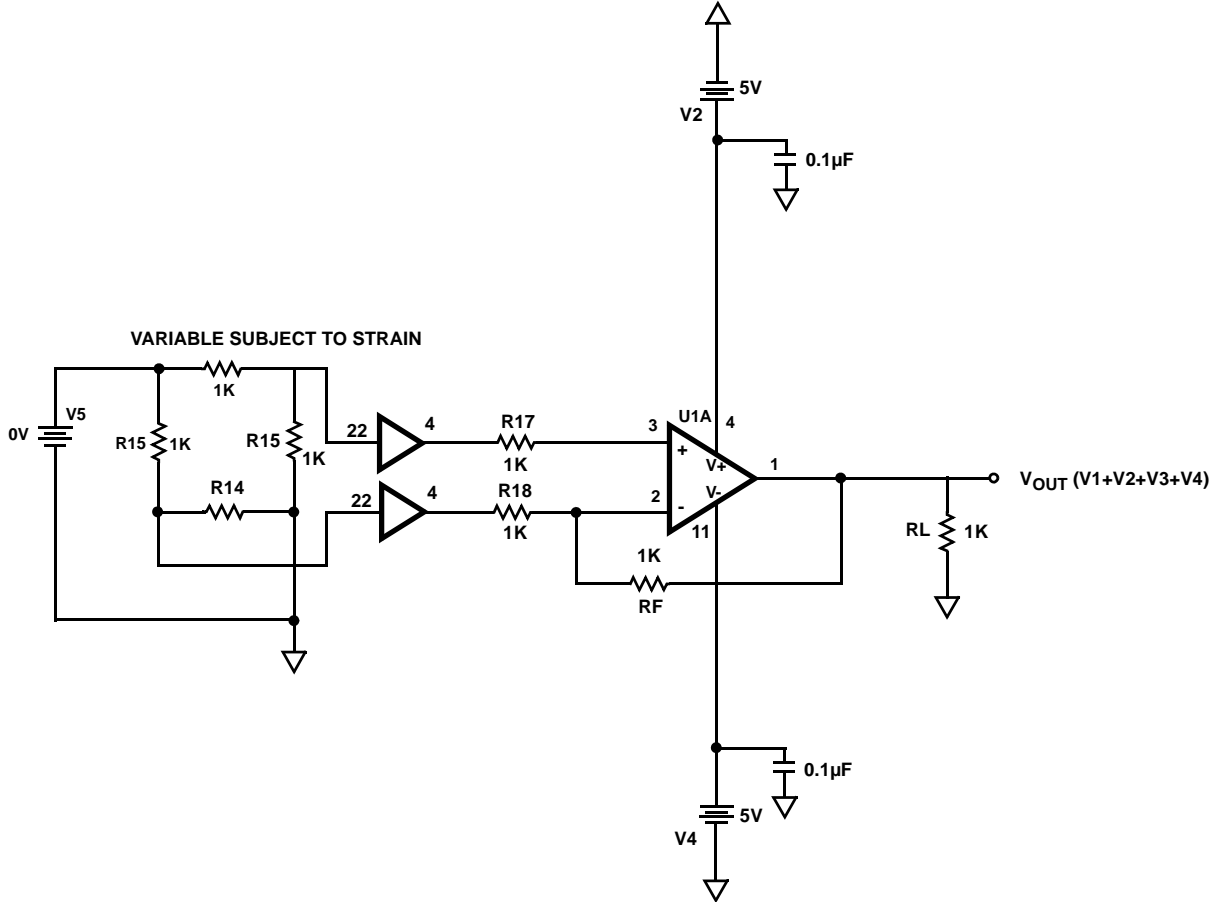 5V
V2
0.1µF
VARIABLE SUBJECT TO STRAIN
1K
V5
0V
R15
1K
R15
1K
R14
22
4
R17
1K
22
4
R18
1K
3
U1A
4
+
V+
2
-
V-
1
11
1K
RF
VOUT (V1+V2+V3+V4)
RL
1K
0.1µF
5V
V4